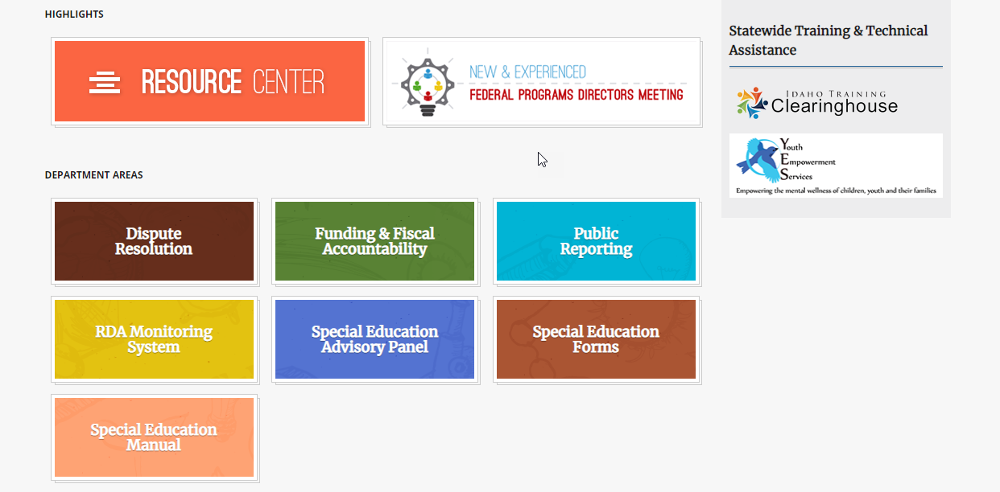 HIGHLIGHTS
RESOURCE CENTER
NEW & EXPERIENCED
FEDERAL PROGRAMS DIRECTORS MEETING
DEPARTMENT AREAS
Dispute
Resolution
Funding & Fiscal
Accountability
Public
Reporting
RDA Monitoring
System
Special Education
Advisory Panel
Special Education
Forms
Special Education
Manual
Statewide Training & Technical
Assistance
IDAHO TRAINING
Clearinghouse
Youth
Empowerment
Services
Empowering the mental wellness of children, youth and their families